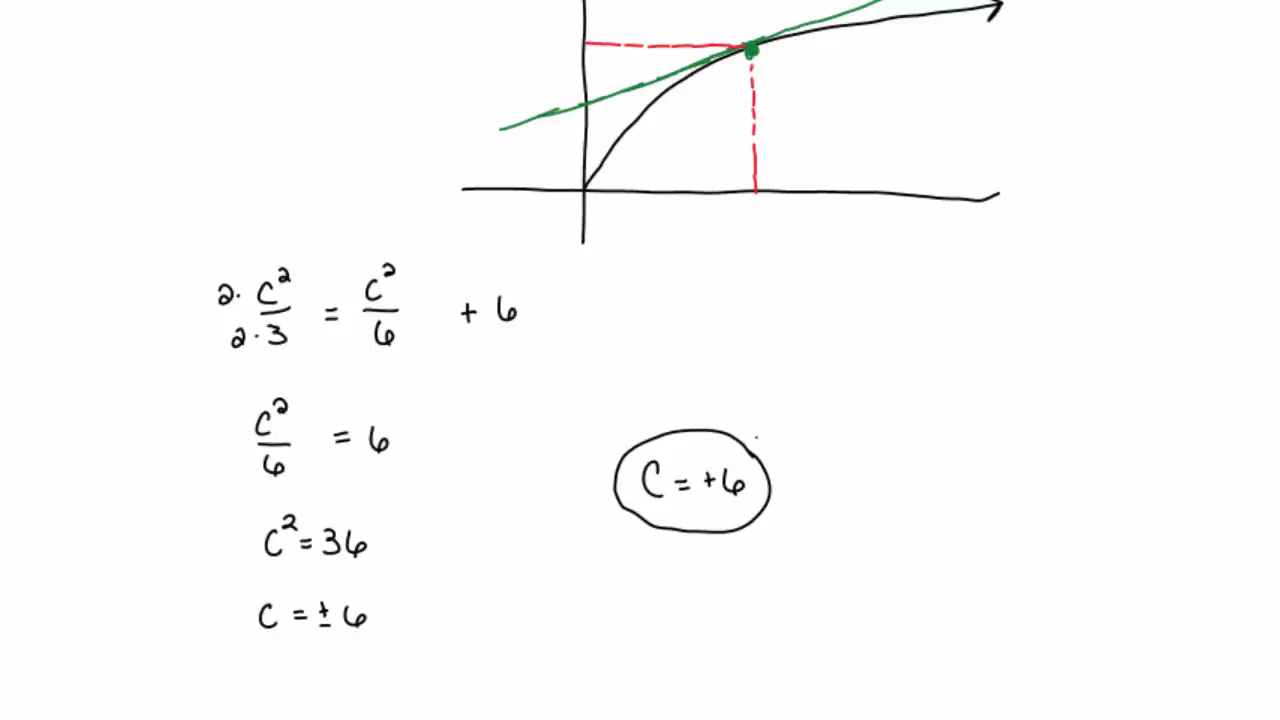 2·c²/2·3 = c²/6 + 6
c²/6 = 6
C = +6
c² = 36
c = ± 6